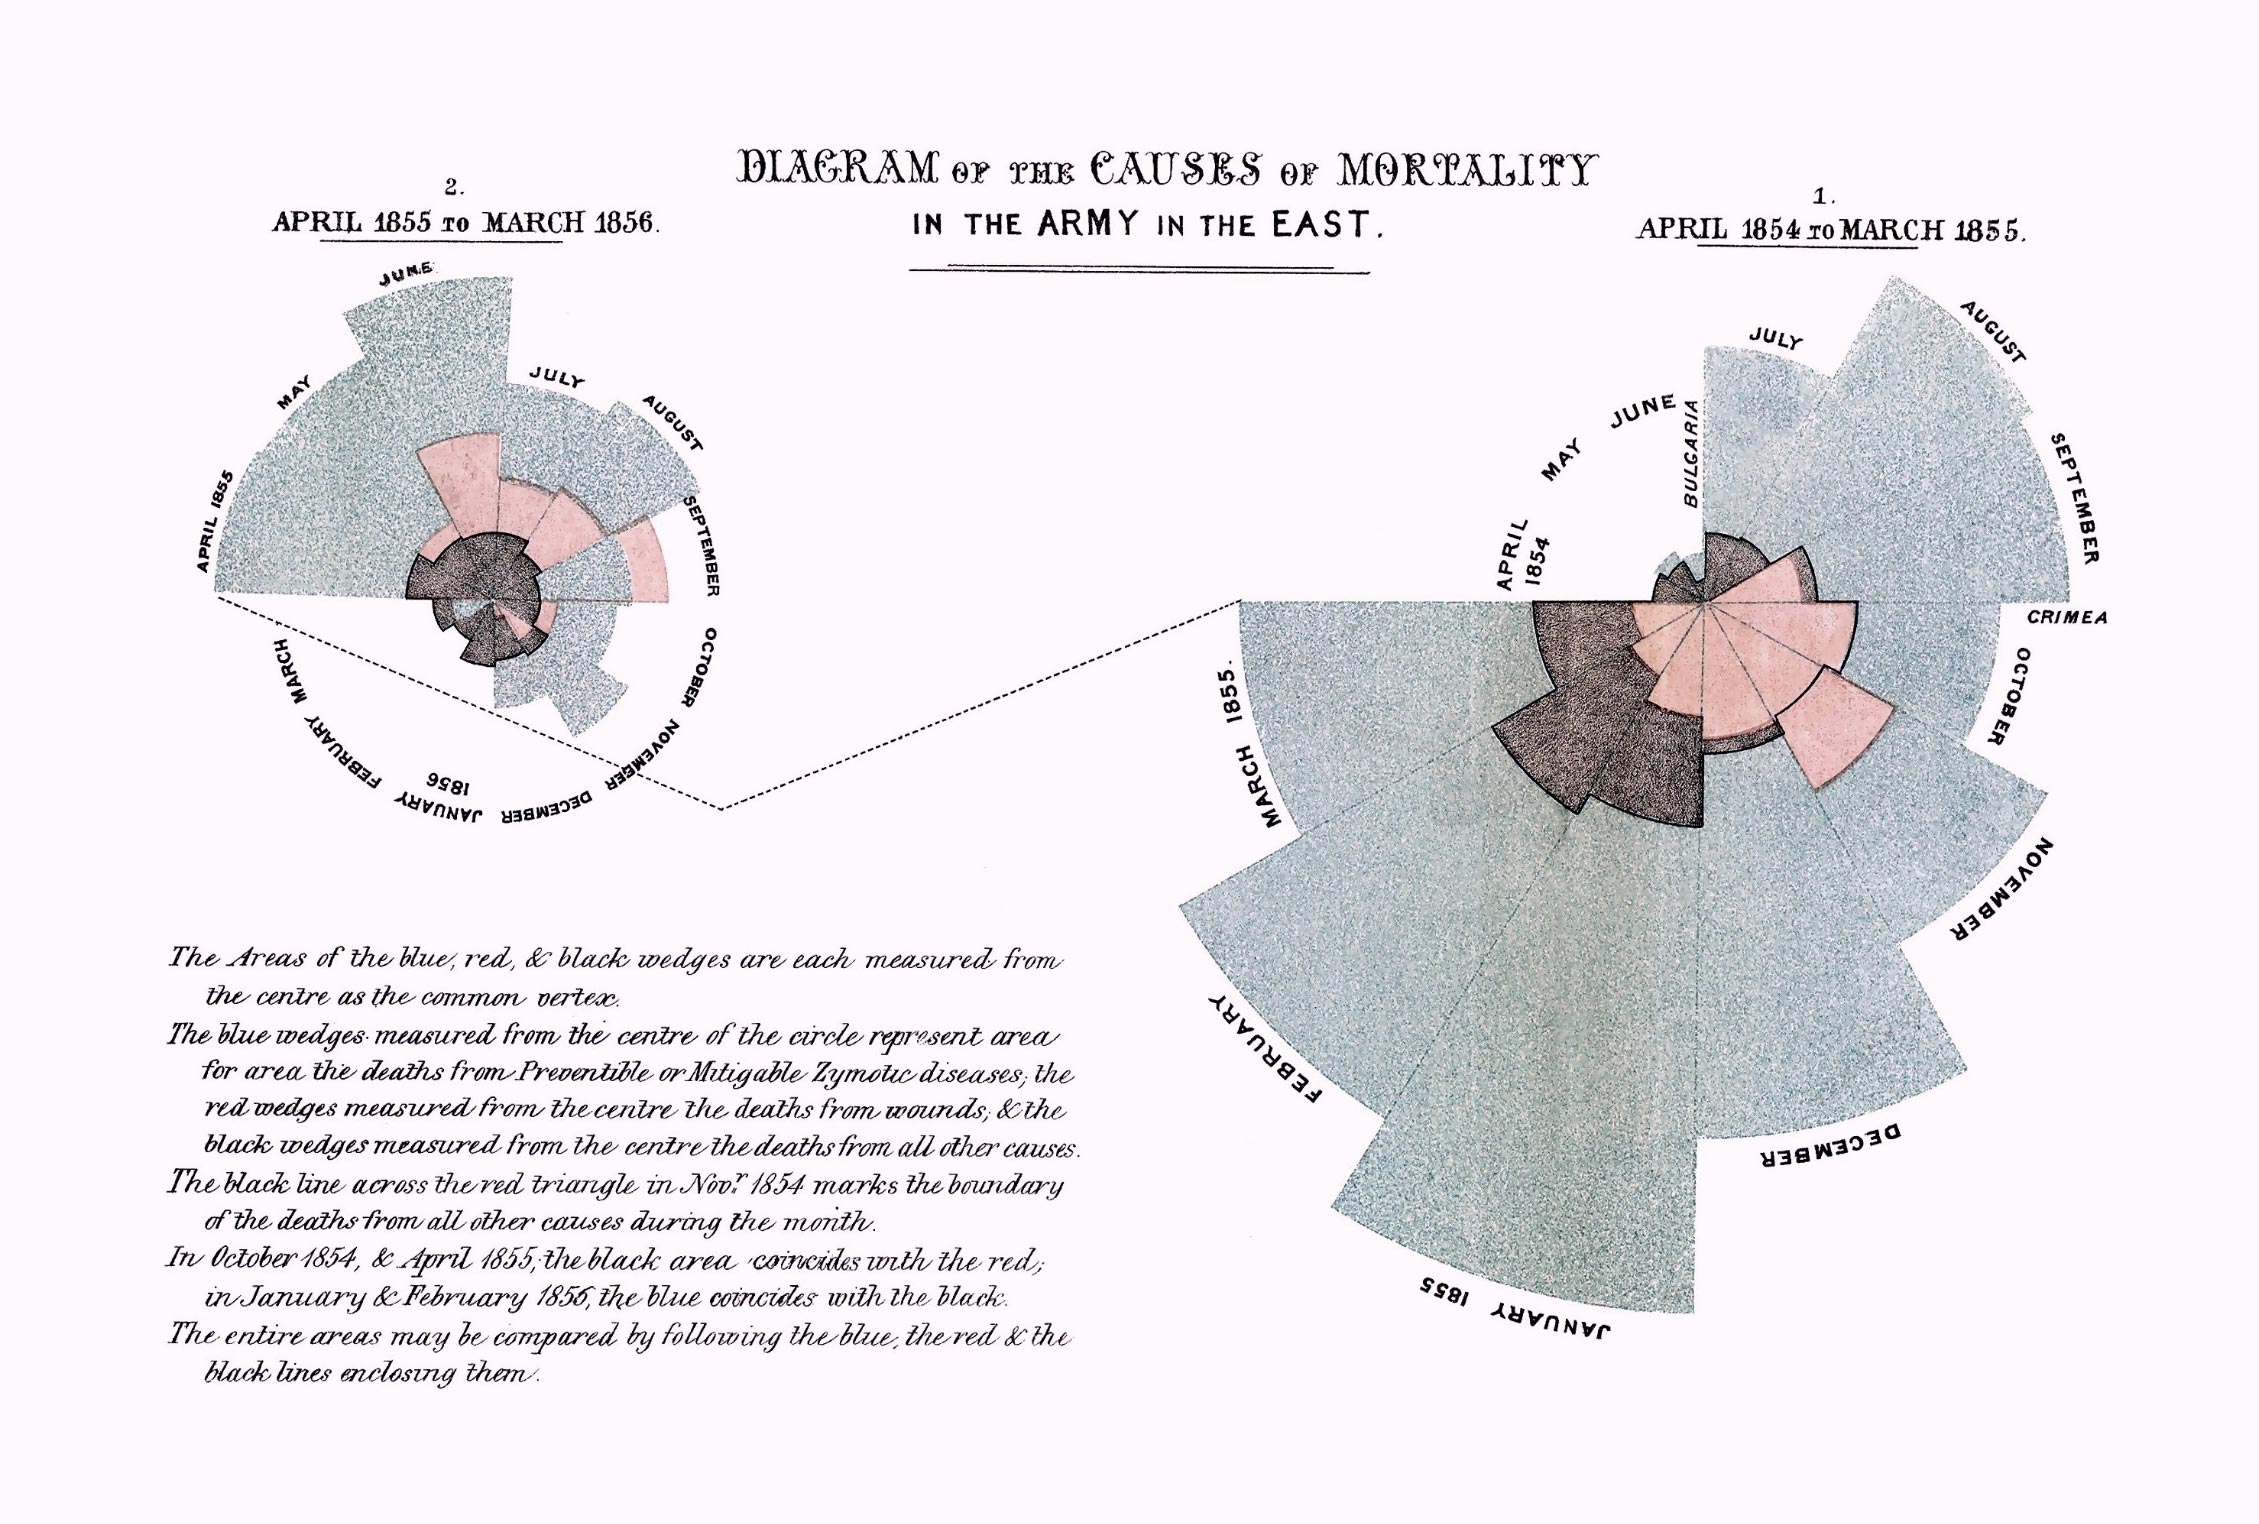 DIAGRAM OF THE CAUSES OF MORTALITY
IN THE ARMY IN THE EAST.
2.
APRIL 1855 TO MARCH 1856.
1.
APRIL 1854 TO MARCH 1855.
APRIL 1855
MAY
JUNE
JULY
AUGUST
SEPTEMBER
OCTOBER
NOVEMBER
DECEMBER
JANUARY
1856
FEBRUARY
MARCH
APRIL
1854
MAY
JUNE
BULGARIA
JULY
AUGUST
SEPTEMBER
CRIMEA
OCTOBER
NOVEMBER
DECEMBER
JANUARY 1855
FEBRUARY
MARCH 1855.
The Areas of the blue, red, & black wedges are each measured from
the centre as the common vertex.
The blue wedges measured from the centre of the circle represent area
for area the deaths from Preventible or Mitigable Zymotic diseases; the
red wedges measured from the centre the deaths from wounds; & the
black wedges measured from the centre the deaths from all other causes.
The black line across the red triangle in Novr. 1854 marks the boundary
of the deaths from all other causes during the month.
In October 1854, & April 1855; the black area coincides with the red;
in January & February 1856, the blue coincides with the black.
The entire areas may be compared by following the blue, the red & the
black lines enclosing them.